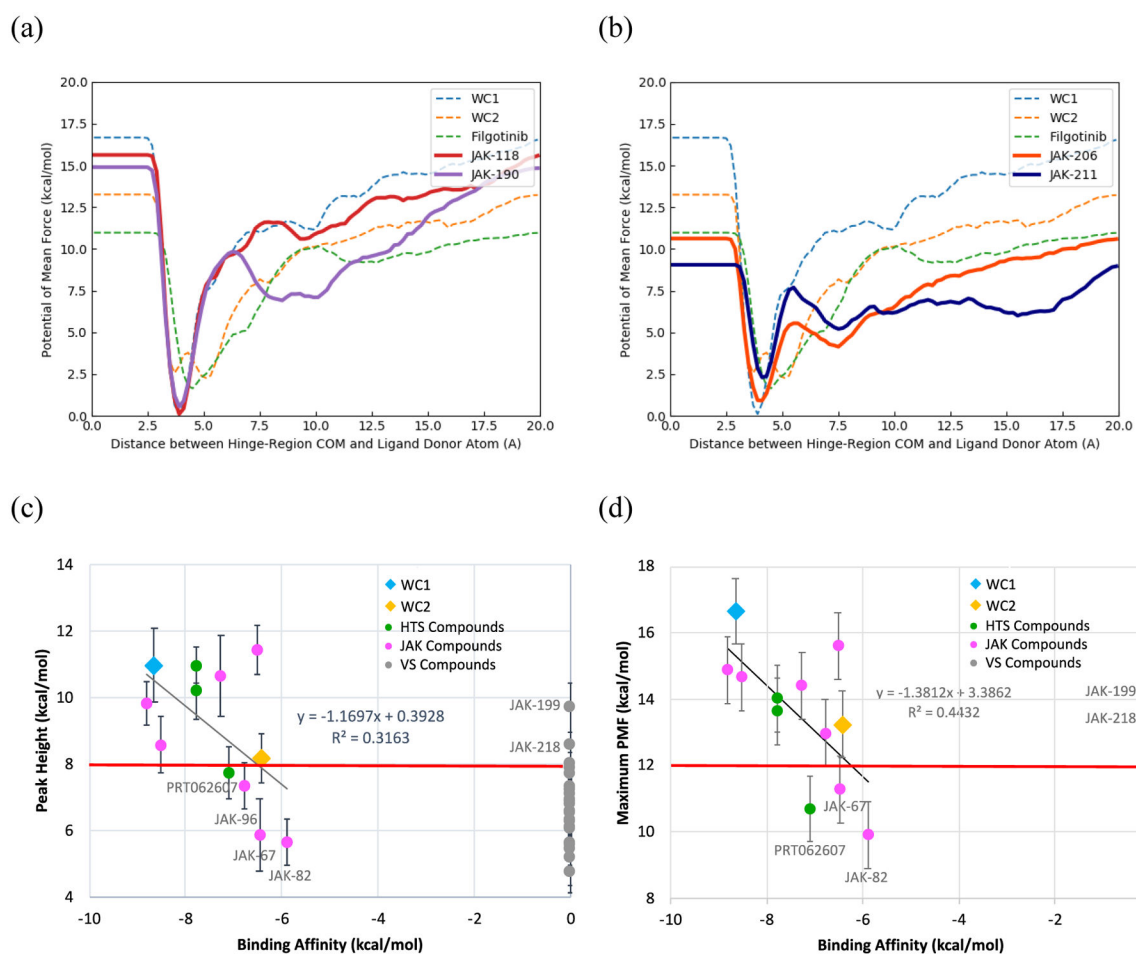 (a)
(b)
Potential of Mean Force (kcal/mol)
20.0
17.5
15.0
12.5
10.0
7.5
5.0
2.5
0.0
WC1
WC2
Filgotinib
JAK-118
JAK-190
0.0 2.5 5.0 7.5 10.0 12.5 15.0 17.5 20.0
Distance between Hinge-Region COM and Ligand Donor Atom (A)
Potential of Mean Force (kcal/mol)
20.0
17.5
15.0
12.5
10.0
7.5
5.0
2.5
0.0
WC1
WC2
Filgotinib
JAK-206
JAK-211
0.0 2.5 5.0 7.5 10.0 12.5 15.0 17.5 20.0
Distance between Hinge-Region COM and Ligand Donor Atom (A)
(c)
(d)
Peak Height (kcal/mol)
14
12
10
8
6
4
WC1
WC2
HTS Compounds
JAK Compounds
VS Compounds
JAK-199
y = -1.1697x + 0.3928
R² = 0.3163
JAK-218
PRT062607
JAK-96
JAK-67
JAK-82
-10 -8 -6 -4 -2 0
Binding Affinity (kcal/mol)
Maximum PMF (kcal/mol)
18
16
14
12
10
8
WC1
WC2
HTS Compounds
JAK Compounds
VS Compounds
y = -1.3812x + 3.3862
R² = 0.4432
JAK-199
JAK-218
JAK-67
PRT062607
JAK-82
-10 -8 -6 -4 -2
Binding Affinity (kcal/mol)